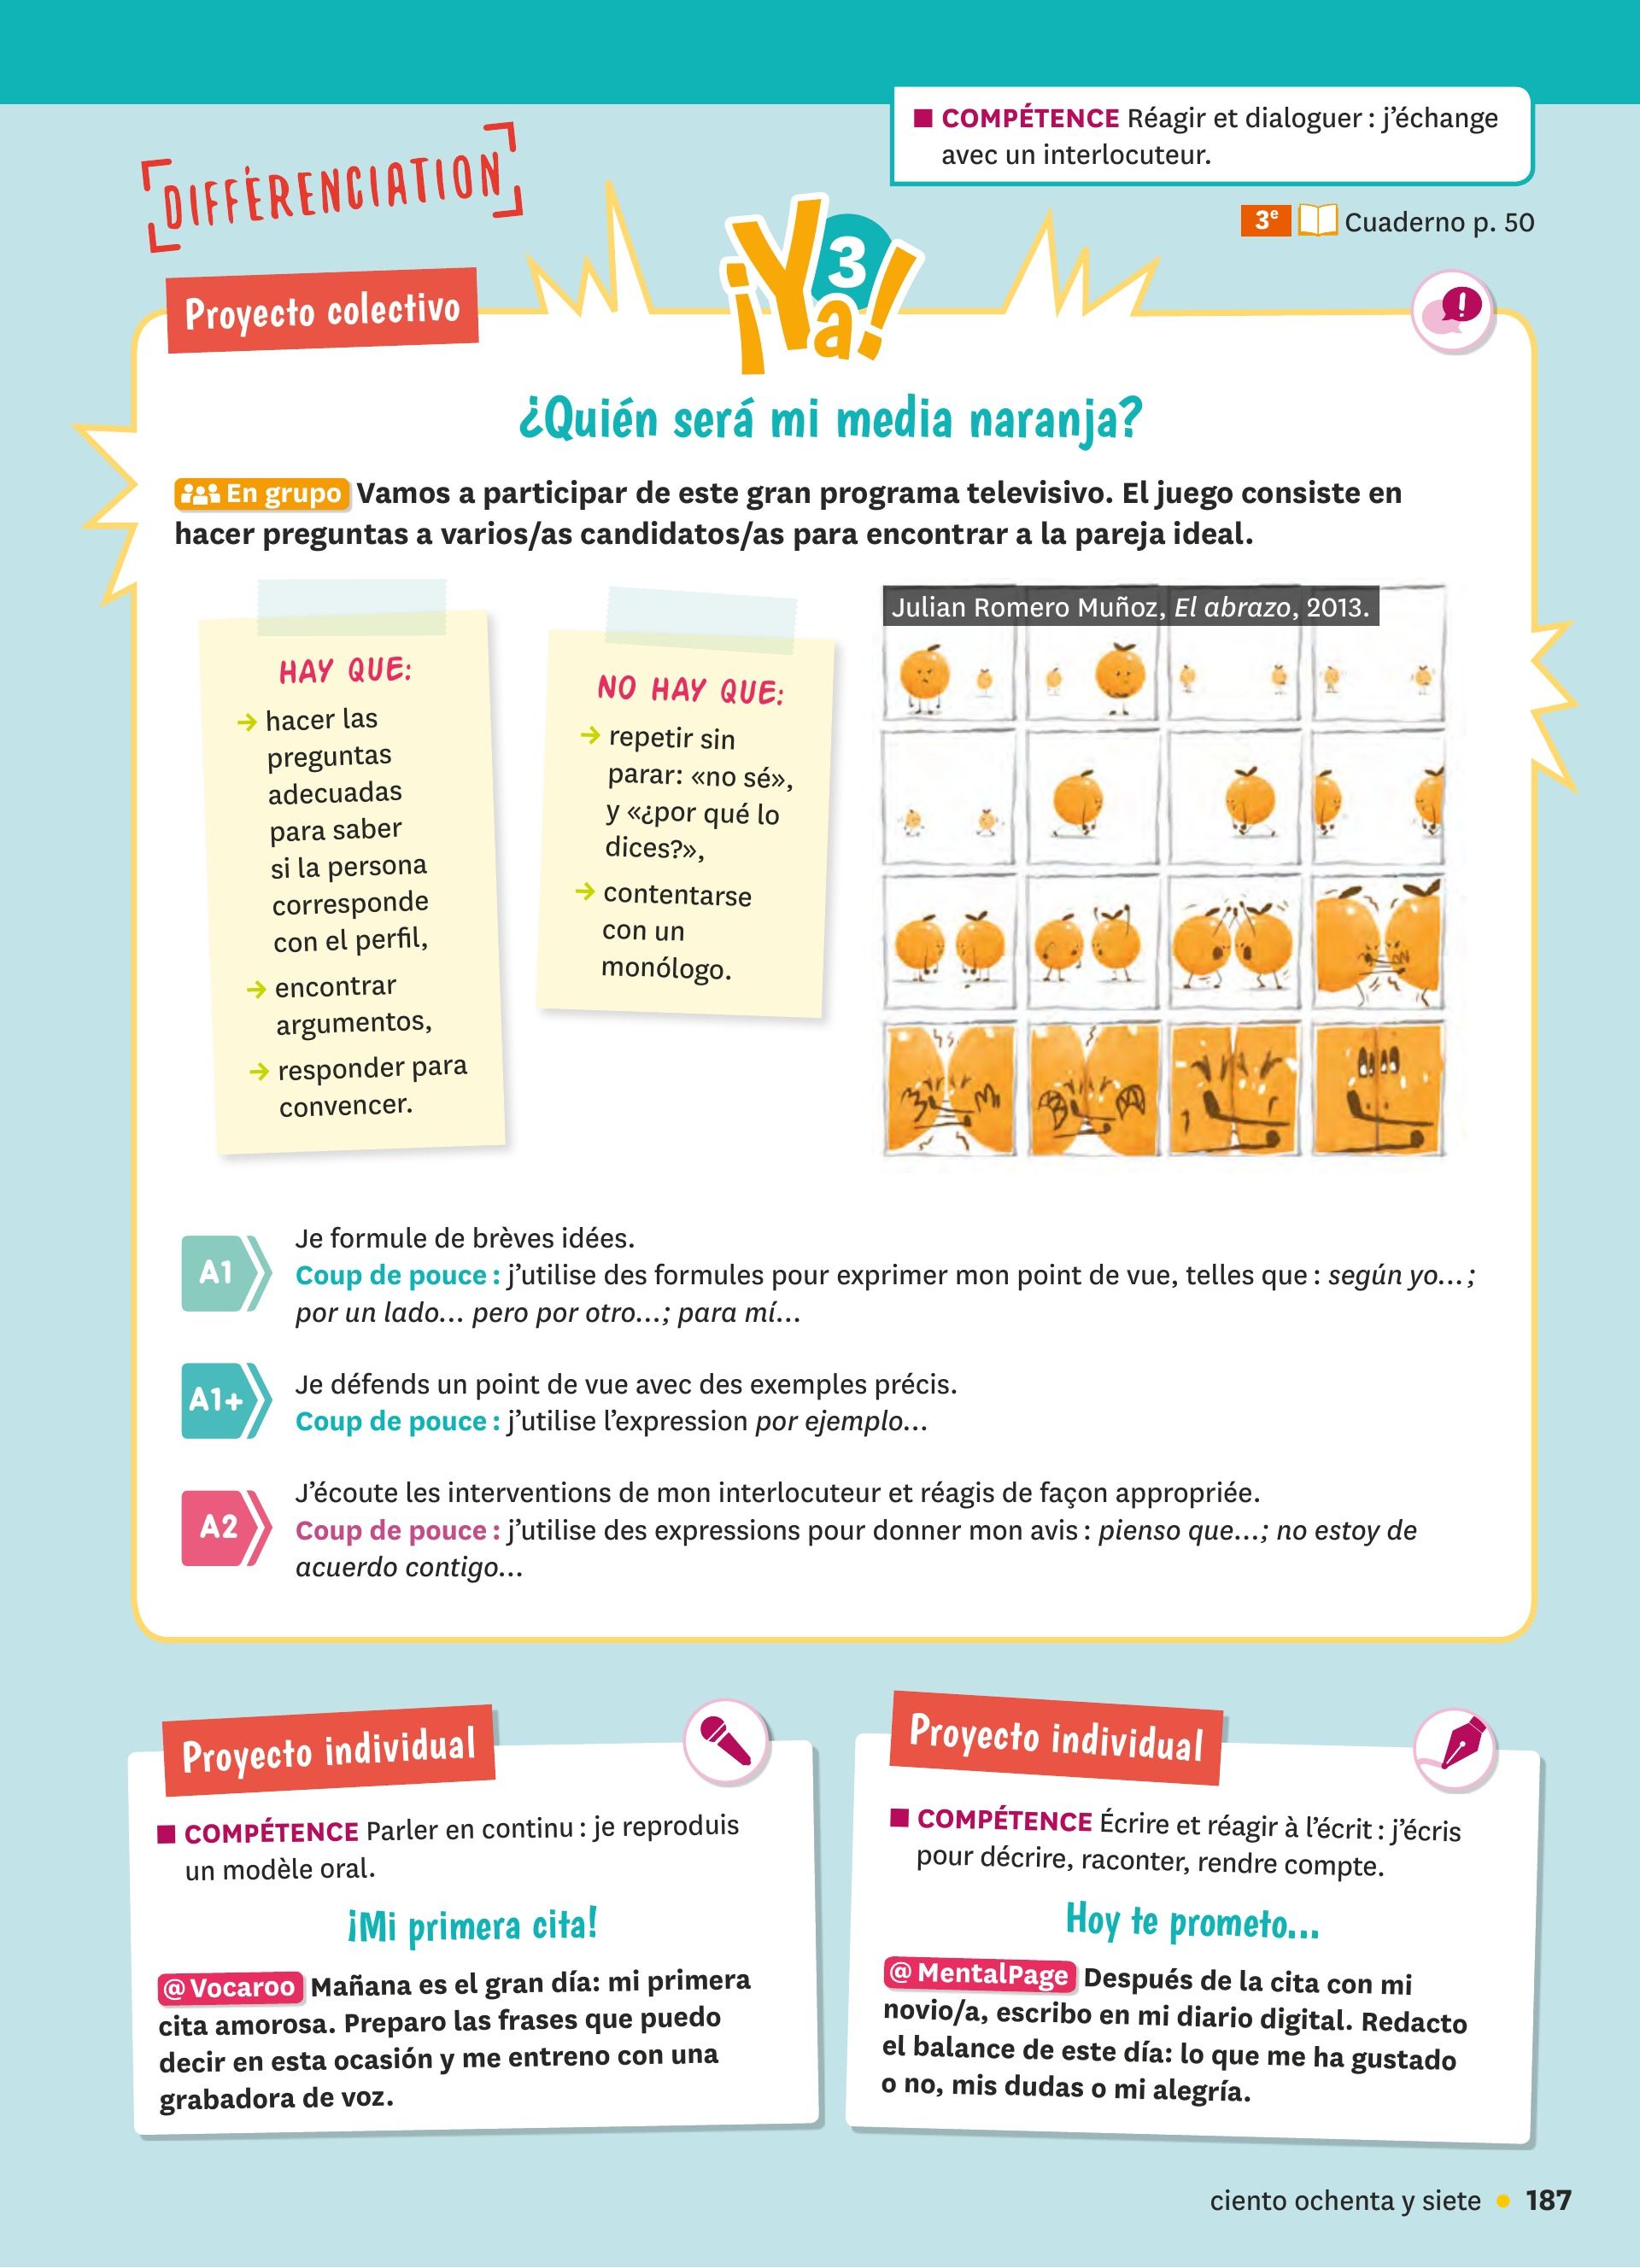 COMPÉTENCE Réagir et dialoguer : j'échange
avec un interlocuteur.
DIFFÉRENCIATION
3e Cuaderno p. 50
Proyecto colectivo
¡Ya! 3
¿Quién será mi media naranja?
En grupo Vamos a participar de este gran programa televisivo. El juego consiste en
hacer preguntas a varios/as candidatos/as para encontrar a la pareja ideal.
HAY QUE:
→ hacer las
preguntas
adecuadas
para saber
si la persona
corresponde
con el perfil,
→ encontrar
argumentos,
→ responder para
convencer.
NO HAY QUE:
→ repetir sin
parar: «no sé»,
y «¿por qué lo
dices?»,
→ contentarse
con un
monólogo.
Julian Romero Muñoz, El abrazo, 2013.
A1
Je formule de brèves idées.
Coup de pouce : j'utilise des formules pour exprimer mon point de vue, telles que : según yo… ;
por un lado… pero por otro…; para mí…
A1+
Je défends un point de vue avec des exemples précis.
Coup de pouce : j'utilise l'expression por ejemplo…
A2
J'écoute les interventions de mon interlocuteur et réagis de façon appropriée.
Coup de pouce : j'utilise des expressions pour donner mon avis : pienso que…; no estoy de
acuerdo contigo…
Proyecto individual
COMPÉTENCE Parler en continu : je reproduis
un modèle oral.
¡Mi primera cita!
@ Vocaroo Mañana es el gran día: mi primera
cita amorosa. Preparo las frases que puedo
decir en esta ocasión y me entreno con una
grabadora de voz.
Proyecto individual
COMPÉTENCE Écrire et réagir à l'écrit : j'écris
pour décrire, raconter, rendre compte.
Hoy te prometo…
@ MentalPage Después de la cita con mi
novio/a, escribo en mi diario digital. Redacto
el balance de este día: lo que me ha gustado
o no, mis dudas o mi alegría.
ciento ochenta y siete • 187